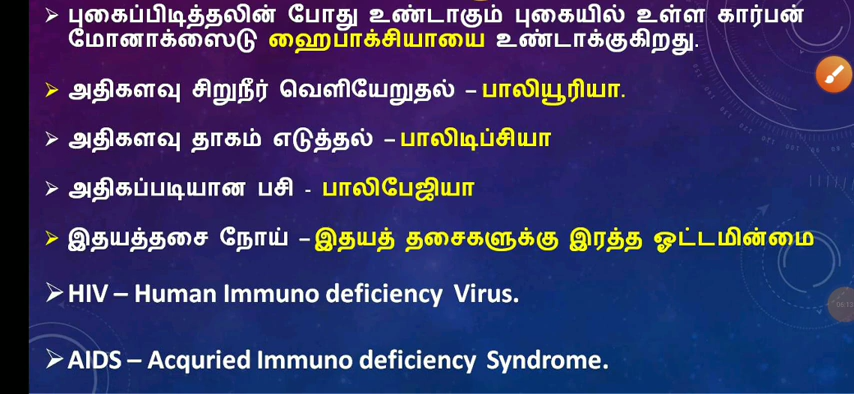 ➢ புகைப்பிடித்தலின் போது உண்டாகும் புகையில் உள்ள கார்பன்
மோனாக்ஸைடு ஹைபாக்சியாயை உண்டாக்குகிறது.
➢ அதிகளவு சிறுநீர் வெளியேறுதல் – பாலியூரியா.
➢ அதிகளவு தாகம் எடுத்தல் – பாலிடிப்சியா
➢ அதிகப்படியான பசி - பாலிபேஜியா
➢ இதயத்தசை நோய் – இதயத் தசைகளுக்கு இரத்த ஓட்டமின்மை
➢ HIV – Human Immuno deficiency Virus.
➢ AIDS – Acquried Immuno deficiency Syndrome.